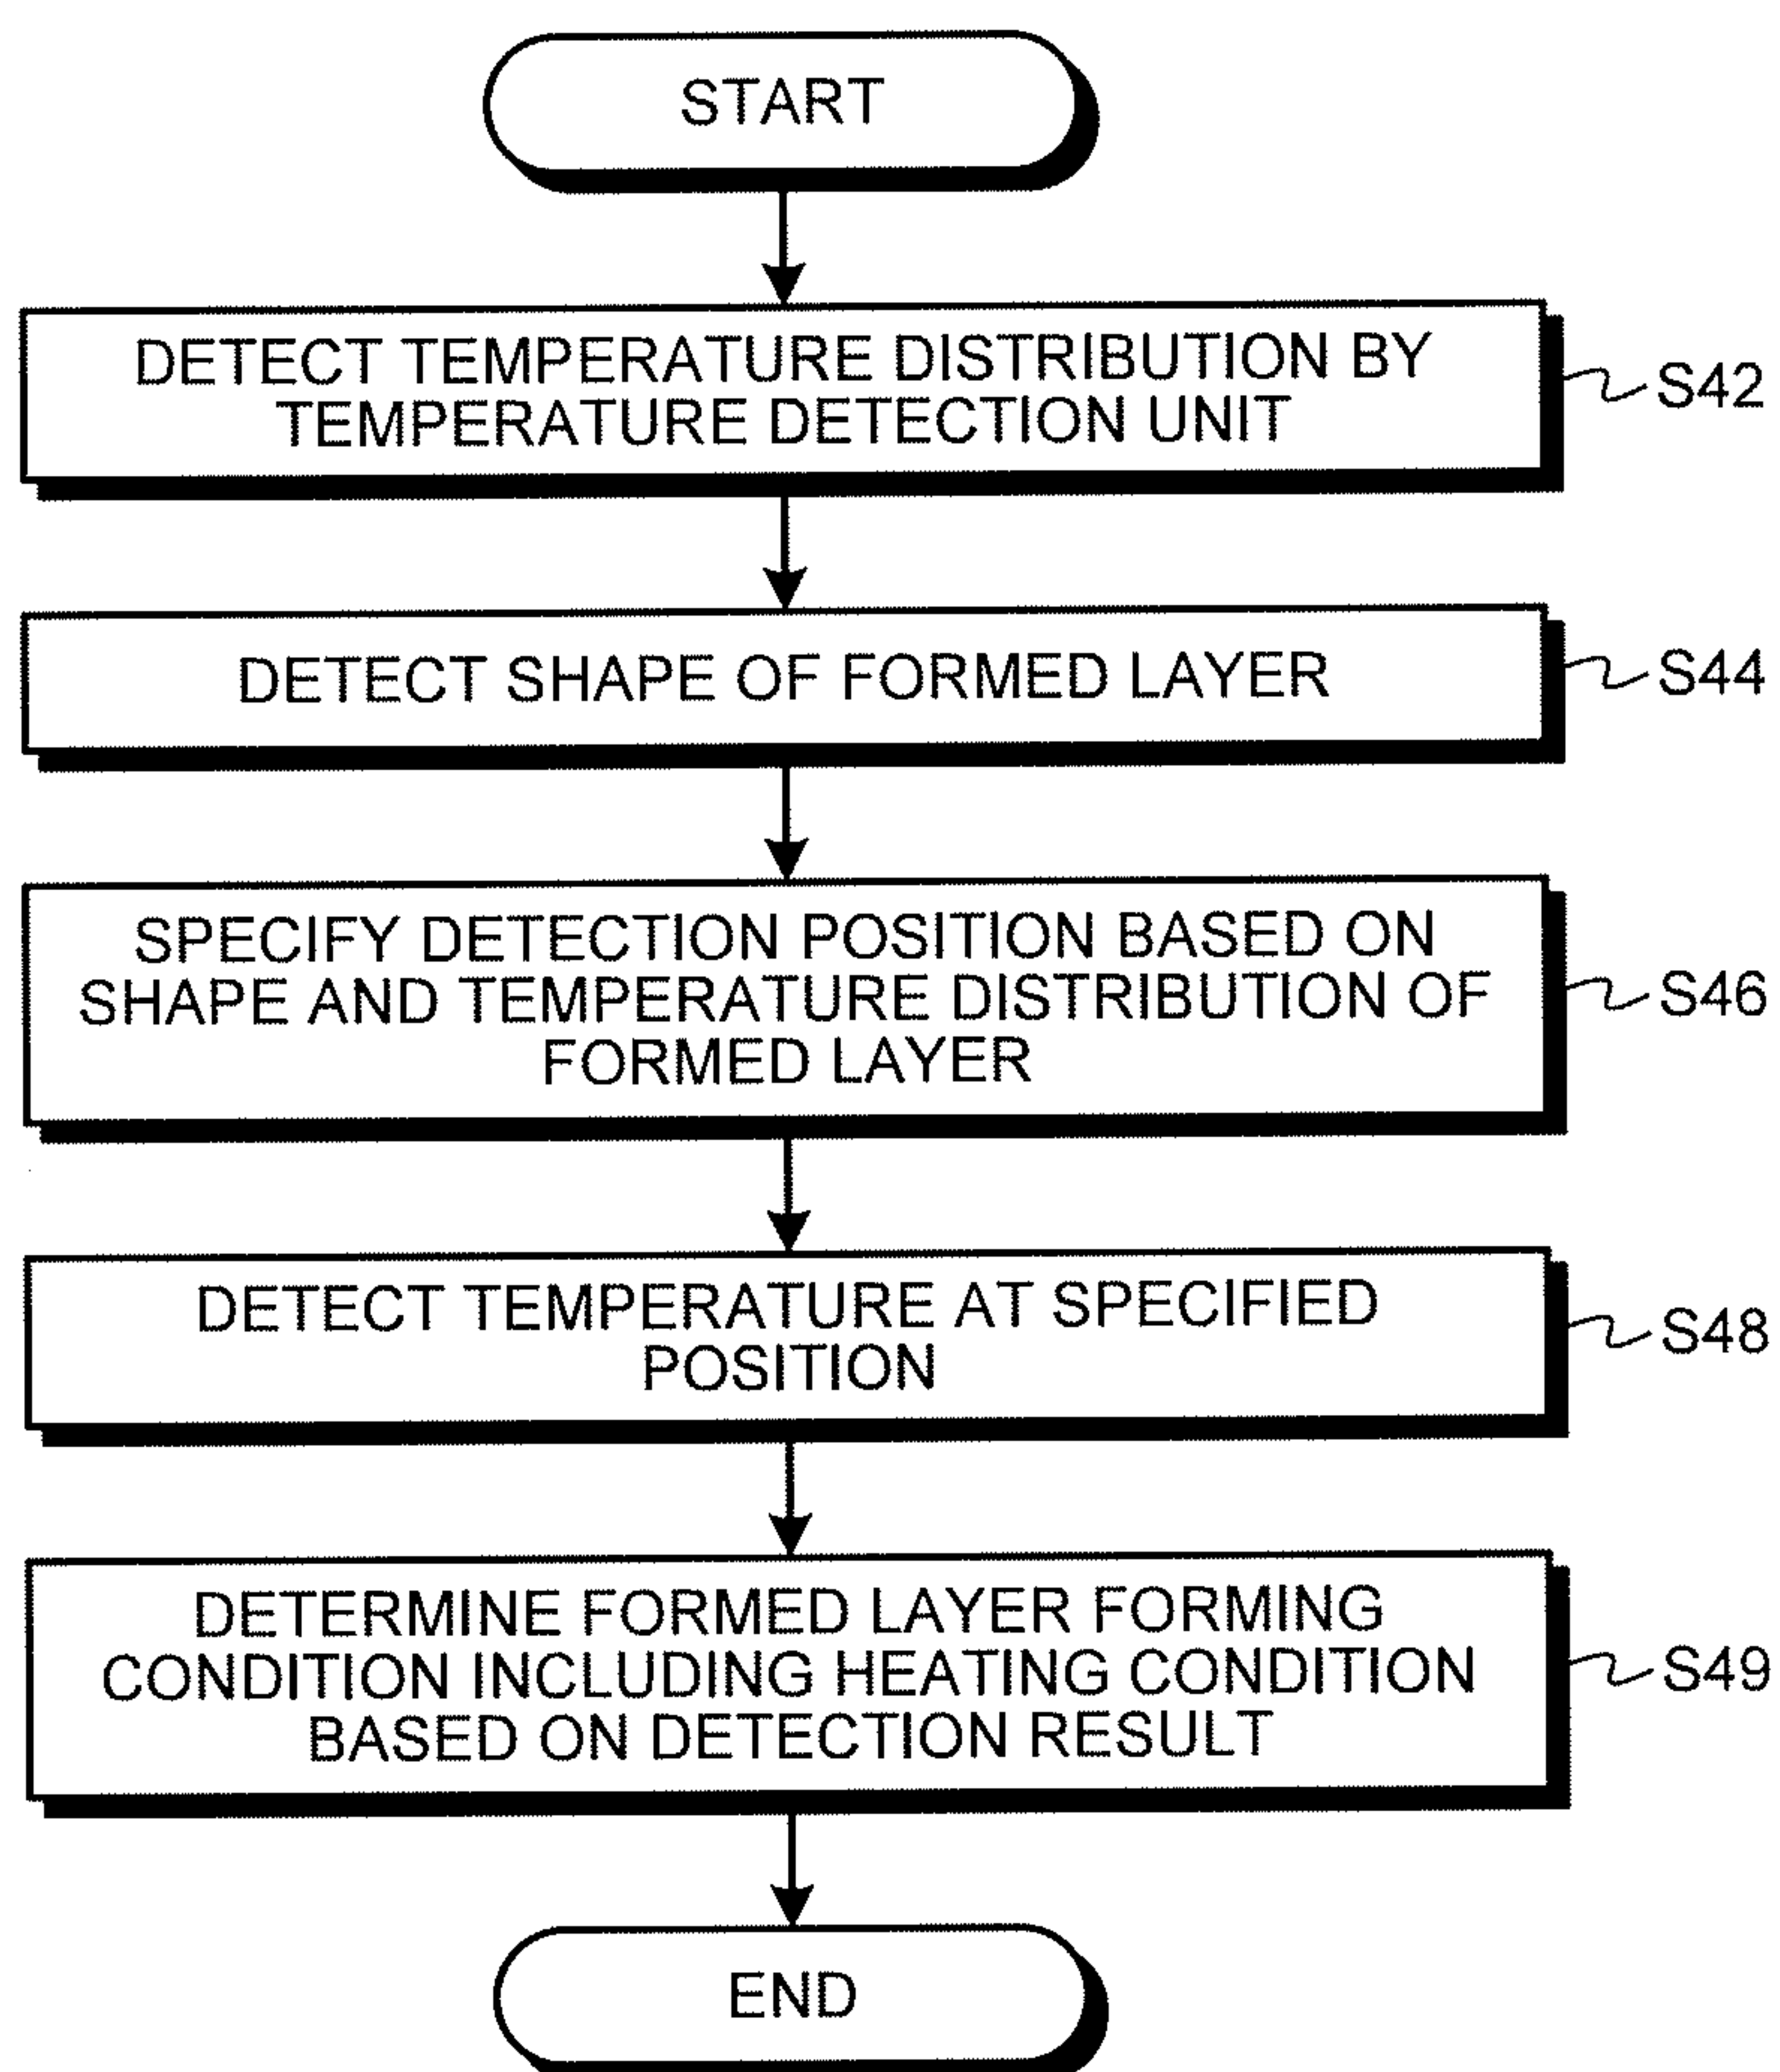 START
DETECT TEMPERATURE DISTRIBUTION BY
TEMPERATURE DETECTION UNIT
S42
DETECT SHAPE OF FORMED LAYER
S44
SPECIFY DETECTION POSITION BASED ON
SHAPE AND TEMPERATURE DISTRIBUTION OF
FORMED LAYER
S46
DETECT TEMPERATURE AT SPECIFIED
POSITION
S48
DETERMINE FORMED LAYER FORMING
CONDITION INCLUDING HEATING CONDITION
BASED ON DETECTION RESULT
S49
END